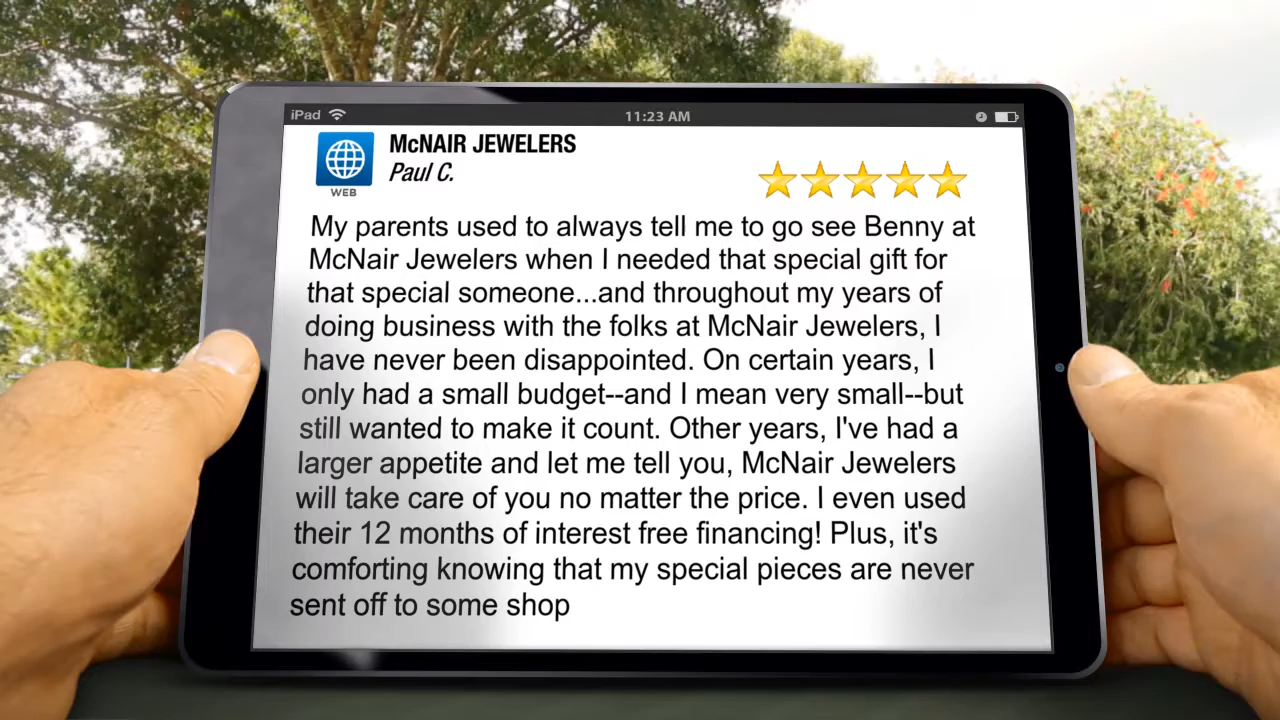 iPad
11:23 AM
McNAIR JEWELERS
Paul C.
WEB
My parents used to always tell me to go see Benny at
McNair Jewelers when I needed that special gift for
that special someone...and throughout my years of
doing business with the folks at McNair Jewelers, I
have never been disappointed. On certain years, I
only had a small budget--and I mean very small--but
still wanted to make it count. Other years, I've had a
larger appetite and let me tell you, McNair Jewelers
will take care of you no matter the price. I even used
their 12 months of interest free financing! Plus, it's
comforting knowing that my special pieces are never
sent off to some shop